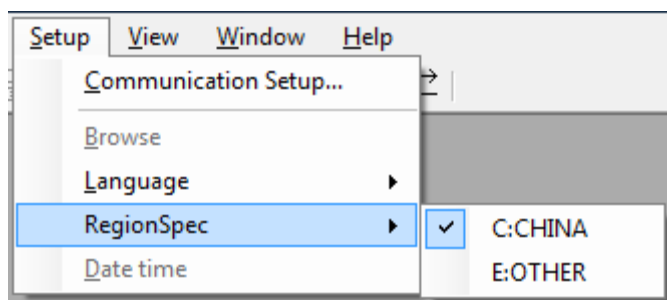 Setup View Window Help
Communication Setup...
Browse
Language
RegionSpec
C:CHINA
Date time
E:OTHER